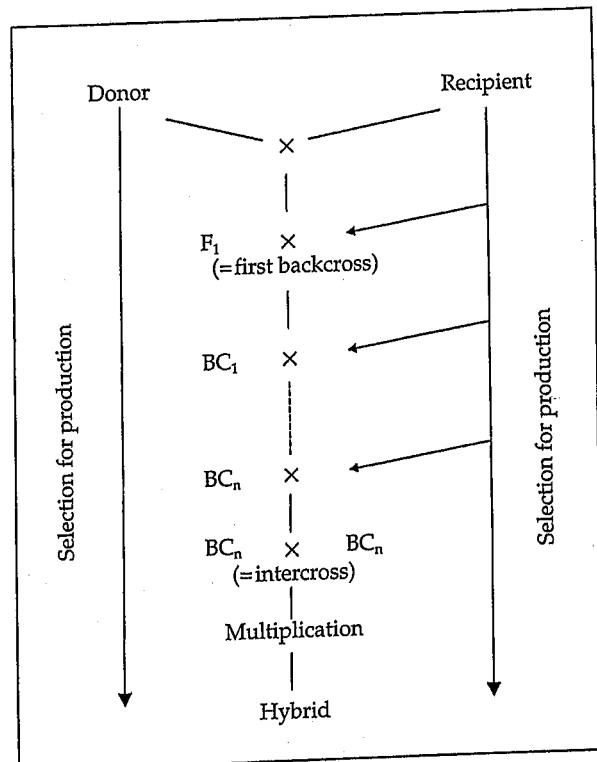 Donor
Recipient
×
F₁ ×
(=first backcross)
BC₁ ×
BCₙ ×
BCₙ × BCₙ
(=intercross)
Multiplication
Hybrid
Selection for production
Selection for production